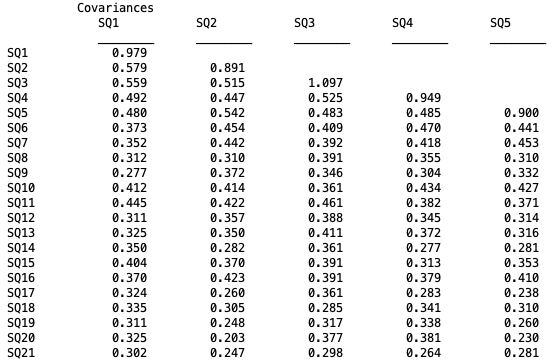 Covariances
SQ1 SQ2 SQ3 SQ4 SQ5
SQ1 0.979
SQ2 0.579 0.891
SQ3 0.559 0.515 1.097
SQ4 0.492 0.447 0.525 0.949
SQ5 0.480 0.542 0.483 0.485 0.900
SQ6 0.373 0.454 0.409 0.470 0.441
SQ7 0.352 0.442 0.392 0.418 0.453
SQ8 0.312 0.310 0.391 0.355 0.310
SQ9 0.277 0.372 0.346 0.304 0.332
SQ10 0.412 0.414 0.361 0.434 0.427
SQ11 0.445 0.422 0.461 0.382 0.371
SQ12 0.311 0.357 0.388 0.345 0.314
SQ13 0.325 0.350 0.411 0.372 0.316
SQ14 0.350 0.282 0.361 0.277 0.281
SQ15 0.404 0.370 0.391 0.313 0.353
SQ16 0.370 0.423 0.391 0.379 0.410
SQ17 0.324 0.260 0.361 0.283 0.238
SQ18 0.335 0.305 0.285 0.341 0.310
SQ19 0.311 0.248 0.317 0.338 0.260
SQ20 0.325 0.203 0.377 0.381 0.230
SQ21 0.302 0.247 0.298 0.264 0.281